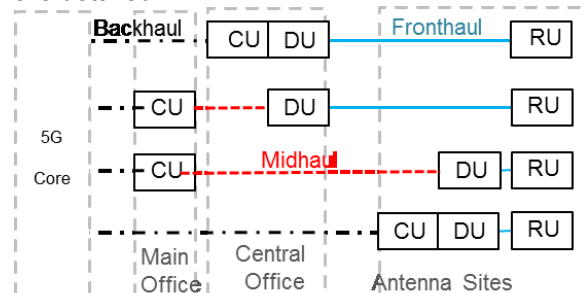 Backhaul
CU DU
Fronthaul
RU
CU
DU
RU
5G
Core
CU
Midhaul
DU
RU
CU DU
RU
Main
Office
Central
Office
Antenna Sites